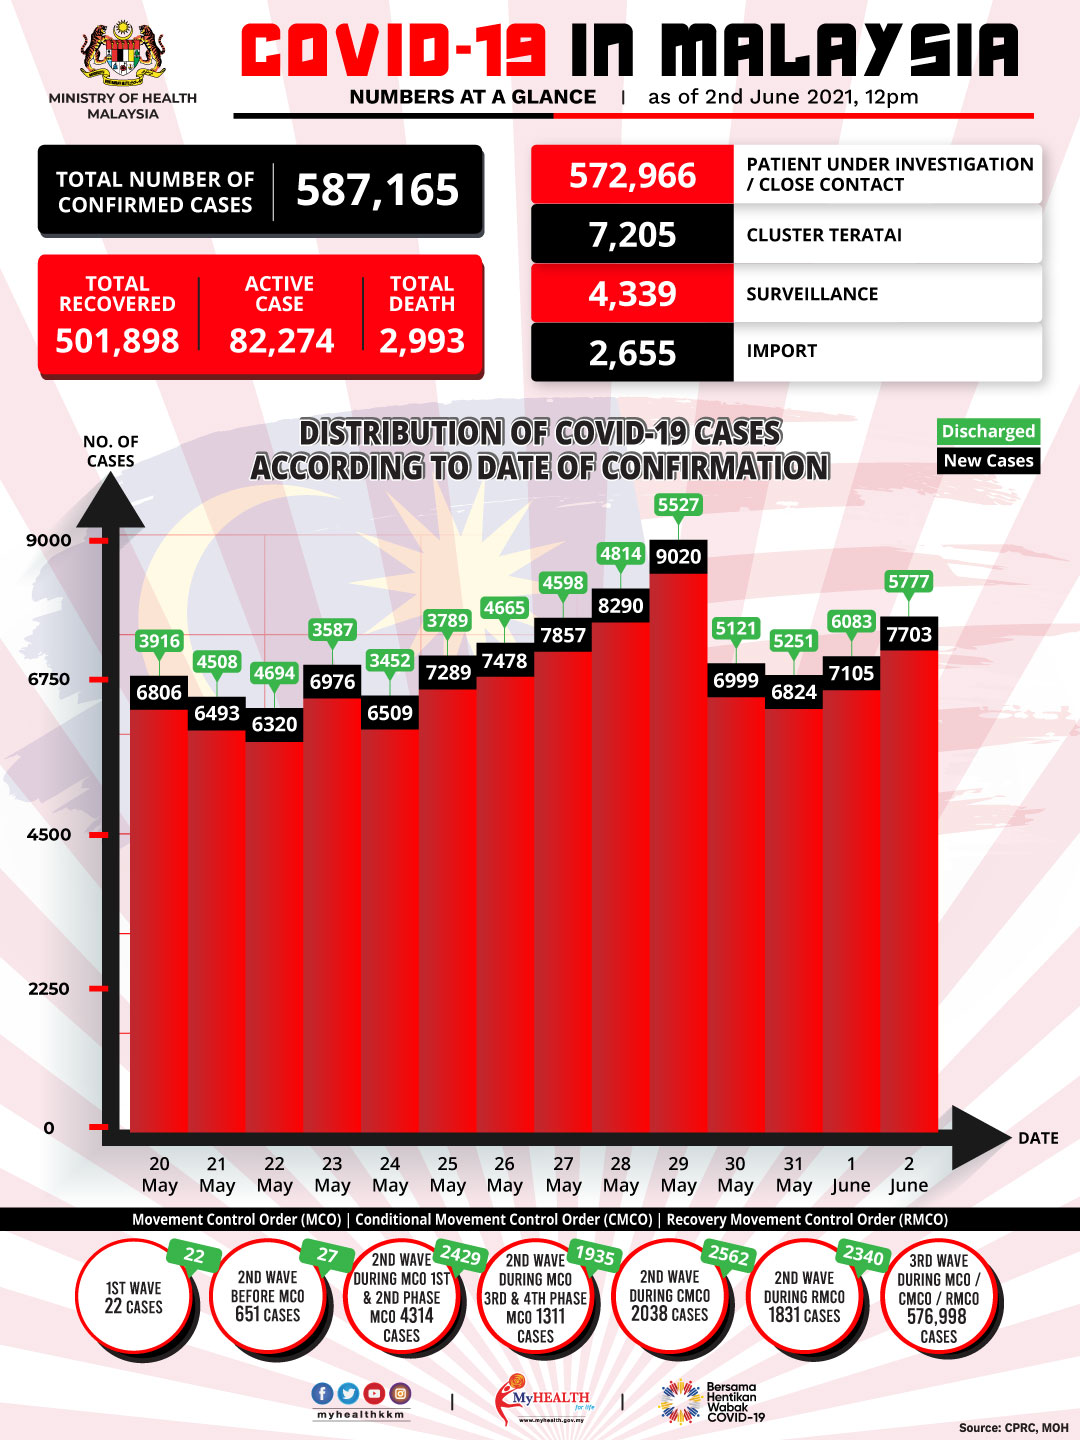 COVID-19 IN MALAYSIA
NUMBERS AT A GLANCE | as of 2nd June 2021, 12pm
MINISTRY OF HEALTH
MALAYSIA
TOTAL NUMBER OF
CONFIRMED CASES
587,165
TOTAL
RECOVERED
501,898
ACTIVE
CASE
82,274
TOTAL
DEATH
2,993
572,966
PATIENT UNDER INVESTIGATION
/ CLOSE CONTACT
7,205
CLUSTER TERATAI
4,339
SURVEILLANCE
2,655
IMPORT
DISTRIBUTION OF COVID-19 CASES
ACCORDING TO DATE OF CONFIRMATION
Discharged
New Cases
NO. OF
CASES
9000
6750
4500
2250
0
3916
6806
4508
6493
4694
6320
3587
6976
3452
6509
3789
7289
4665
7478
4598
7857
4814
8290
5527
9020
5121
6999
5251
6824
6083
7105
5777
7703
DATE
20
May
21
May
22
May
23
May
24
May
25
May
26
May
27
May
28
May
29
May
30
May
31
May
1
June
2
June
Movement Control Order (MCO) | Conditional Movement Control Order (CMCO) | Recovery Movement Control Order (RMCO)
22
1ST WAVE
22 CASES
27
2ND WAVE
BEFORE MCO
651 CASES
2429
2ND WAVE
DURING MCO 1ST
& 2ND PHASE
MCO 4314
CASES
1935
2ND WAVE
DURING MCO
3RD & 4TH PHASE
MCO 1311
CASES
2562
2ND WAVE
DURING CMCO
2038 CASES
2340
2ND WAVE
DURING RMCO
1831 CASES
3RD WAVE
DURING MCO /
CMCO / RMCO
576,998
CASES
myhealthkkm
MyHEALTH
for life
www.myhealth.gov.my
Bersama
Hentikan
Wabak
COVID-19
Source: CPRC, MOH